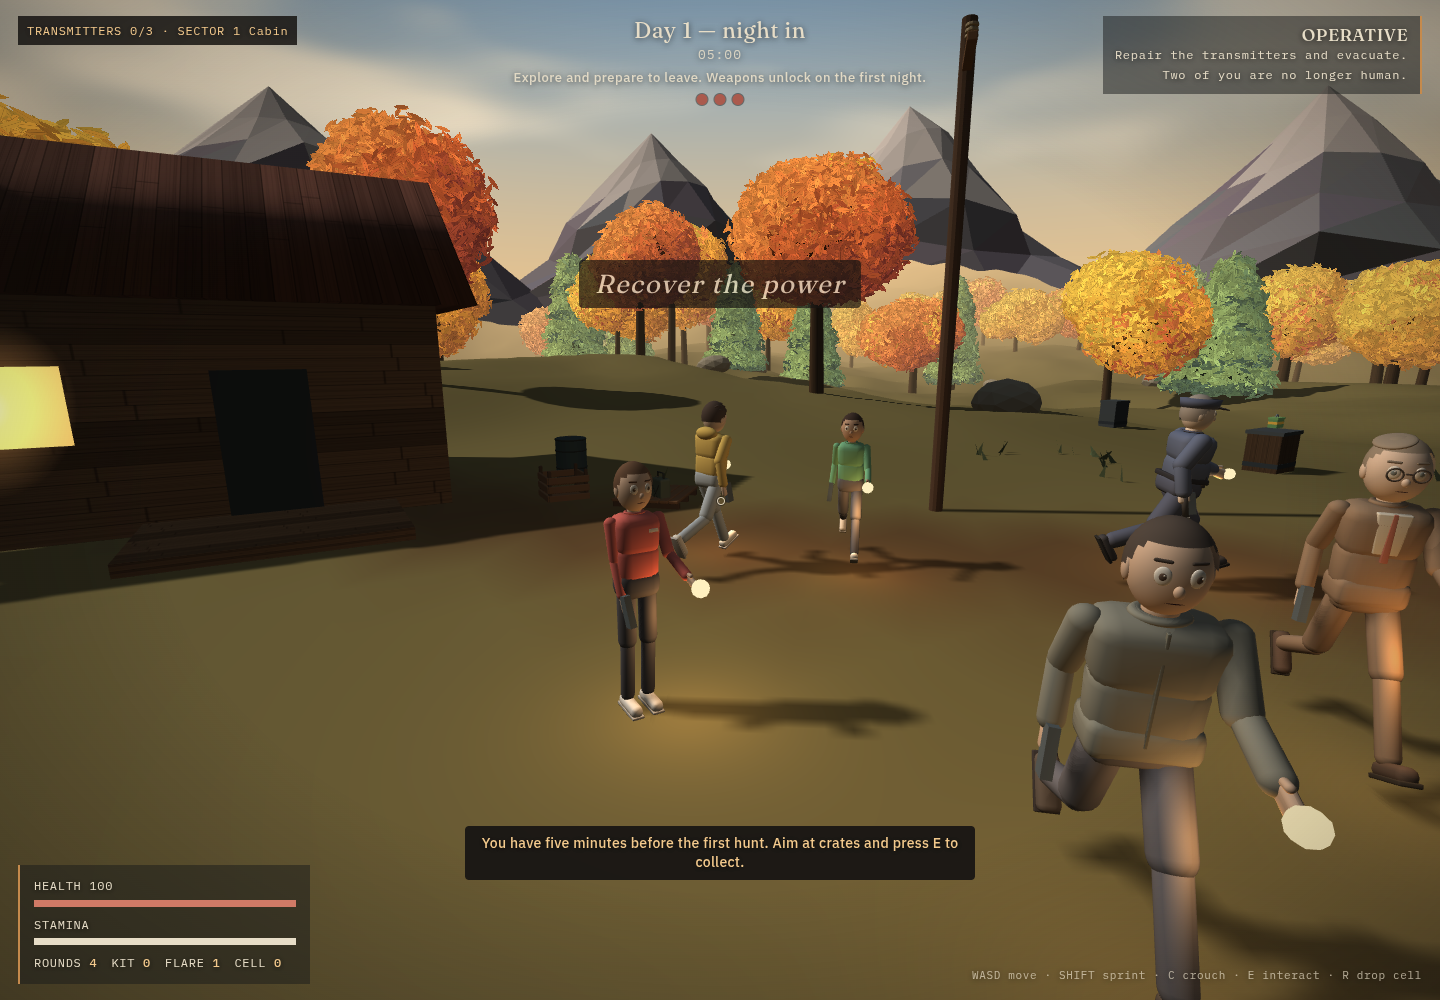 TRANSMITTERS 0/3 · SECTOR 1 Cabin
Day 1 — night in
05:00
Explore and prepare to leave. Weapons unlock on the first night.
OPERATIVE
Repair the transmitters and evacuate.
Two of you are no longer human.
Recover the power
You have five minutes before the first hunt. Aim at crates and press E to
collect.
HEALTH 100
STAMINA
ROUNDS 4 KIT 0 FLARE 1 CELL 0
WASD move · SHIFT sprint · C crouch · E interact · R drop cell